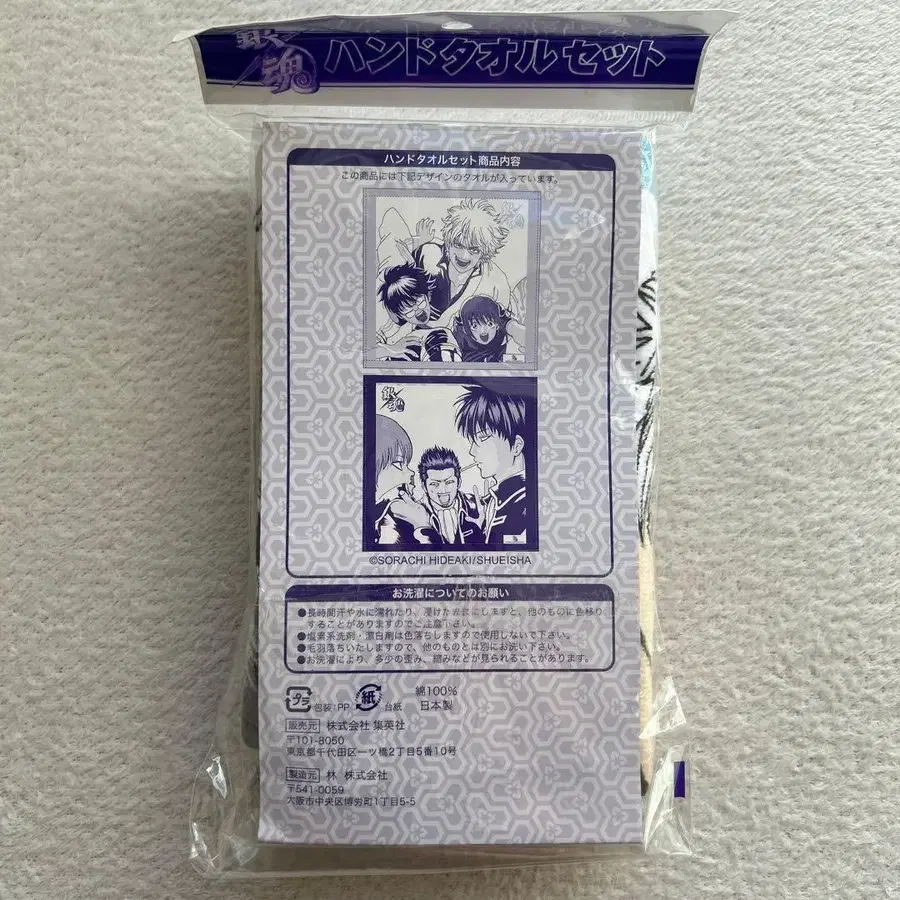 銀魂 ハンドタオルセット
ハンドタオルセット商品内容
この商品には下記デザインのタオルが入っています。
銀魂
©SORACHI HIDEAKI/SHUEISHA
お洗濯についてのお願い
●長時間汗や水に濡れたり、浸けたままにしますと、他のものに色移り
することがありますのでご注意下さい。
●塩素系洗剤・漂白剤は色落ちしますので使用しないで下さい。
●毛羽落ちいたしますので、他のものとは別にお洗い下さい。
●お洗濯により、多少の歪み、縮みなどが見られることがあります。
プラ 包装:PP 紙 台紙 綿100%
日本製
販売元 株式会社 集英社
〒101-8050
東京都千代田区一ツ橋2丁目5番10号
製造元 林 株式会社
〒541-0059
大阪市中央区博労町1丁目5-5